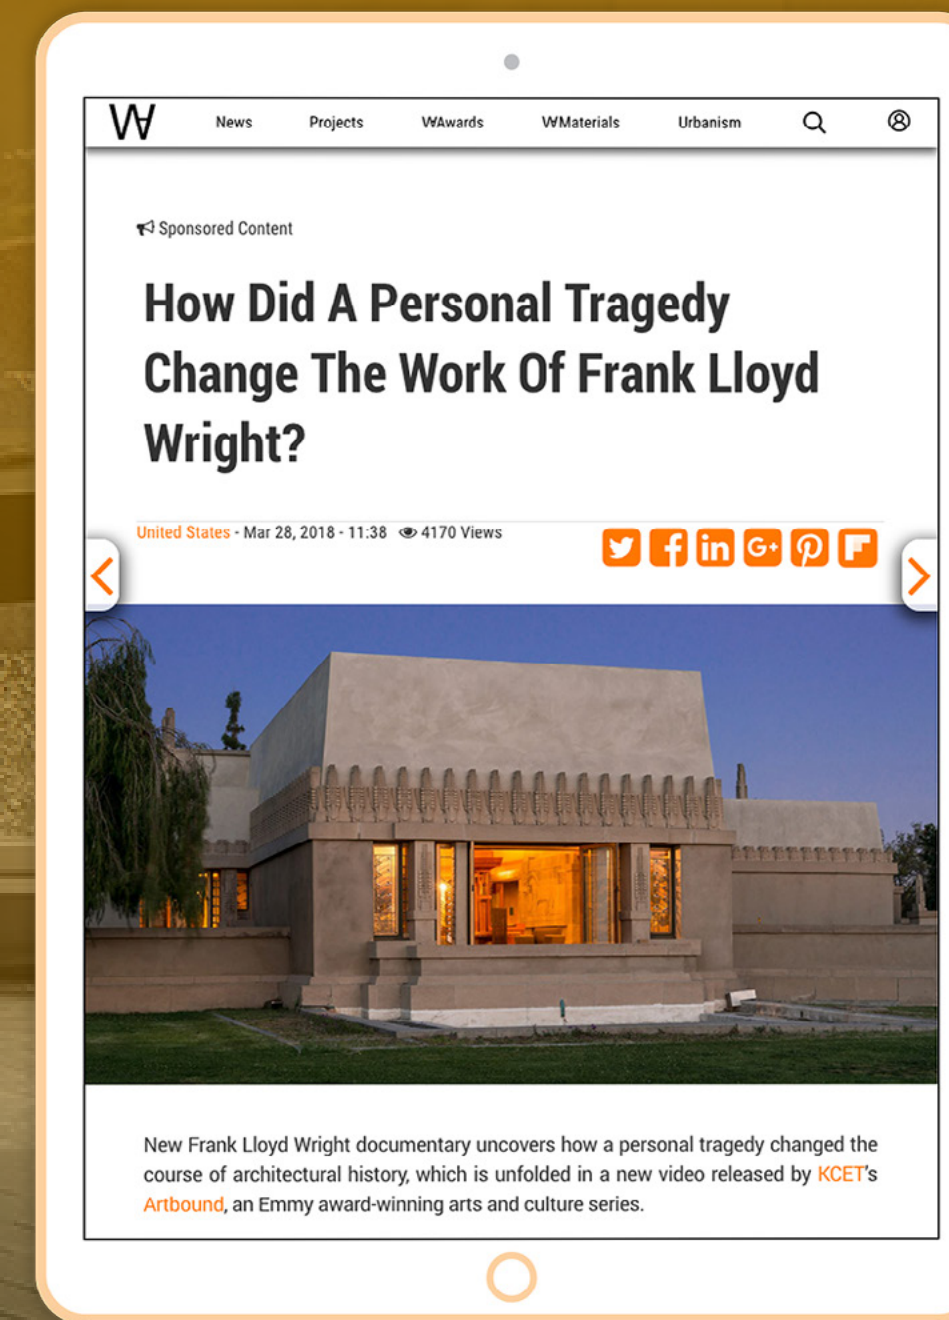 WA
News Projects WAwards WMaterials Urbanism
Sponsored Content
How Did A Personal Tragedy
Change The Work Of Frank Lloyd
Wright?
United States - Mar 28, 2018 - 11:38 4170 Views
New Frank Lloyd Wright documentary uncovers how a personal tragedy changed the
course of architectural history, which is unfolded in a new video released by KCET's
Artbound, an Emmy award-winning arts and culture series.